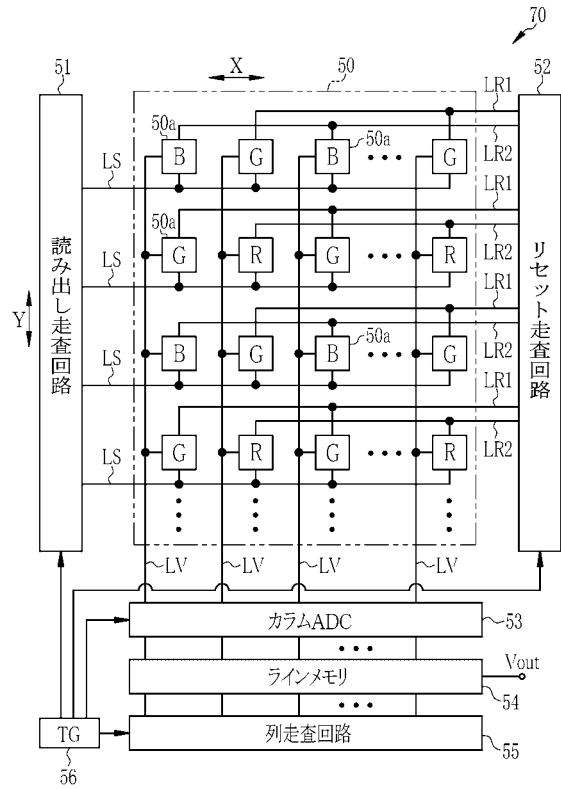 70
51
X
50
LR1
52
50a
B
G
B
50a
G
LR2
LS
LR1
50a
G
R
G
R
LR2
LS
LR1
読み出し走査回路
リセット走査回路
Y
B
G
B
50a
G
LR2
LS
LR1
G
R
G
R
LR2
LS
LV
LV
LV
LV
カラムADC
53
ラインメモリ
Vout
54
TG
列走査回路
56
55